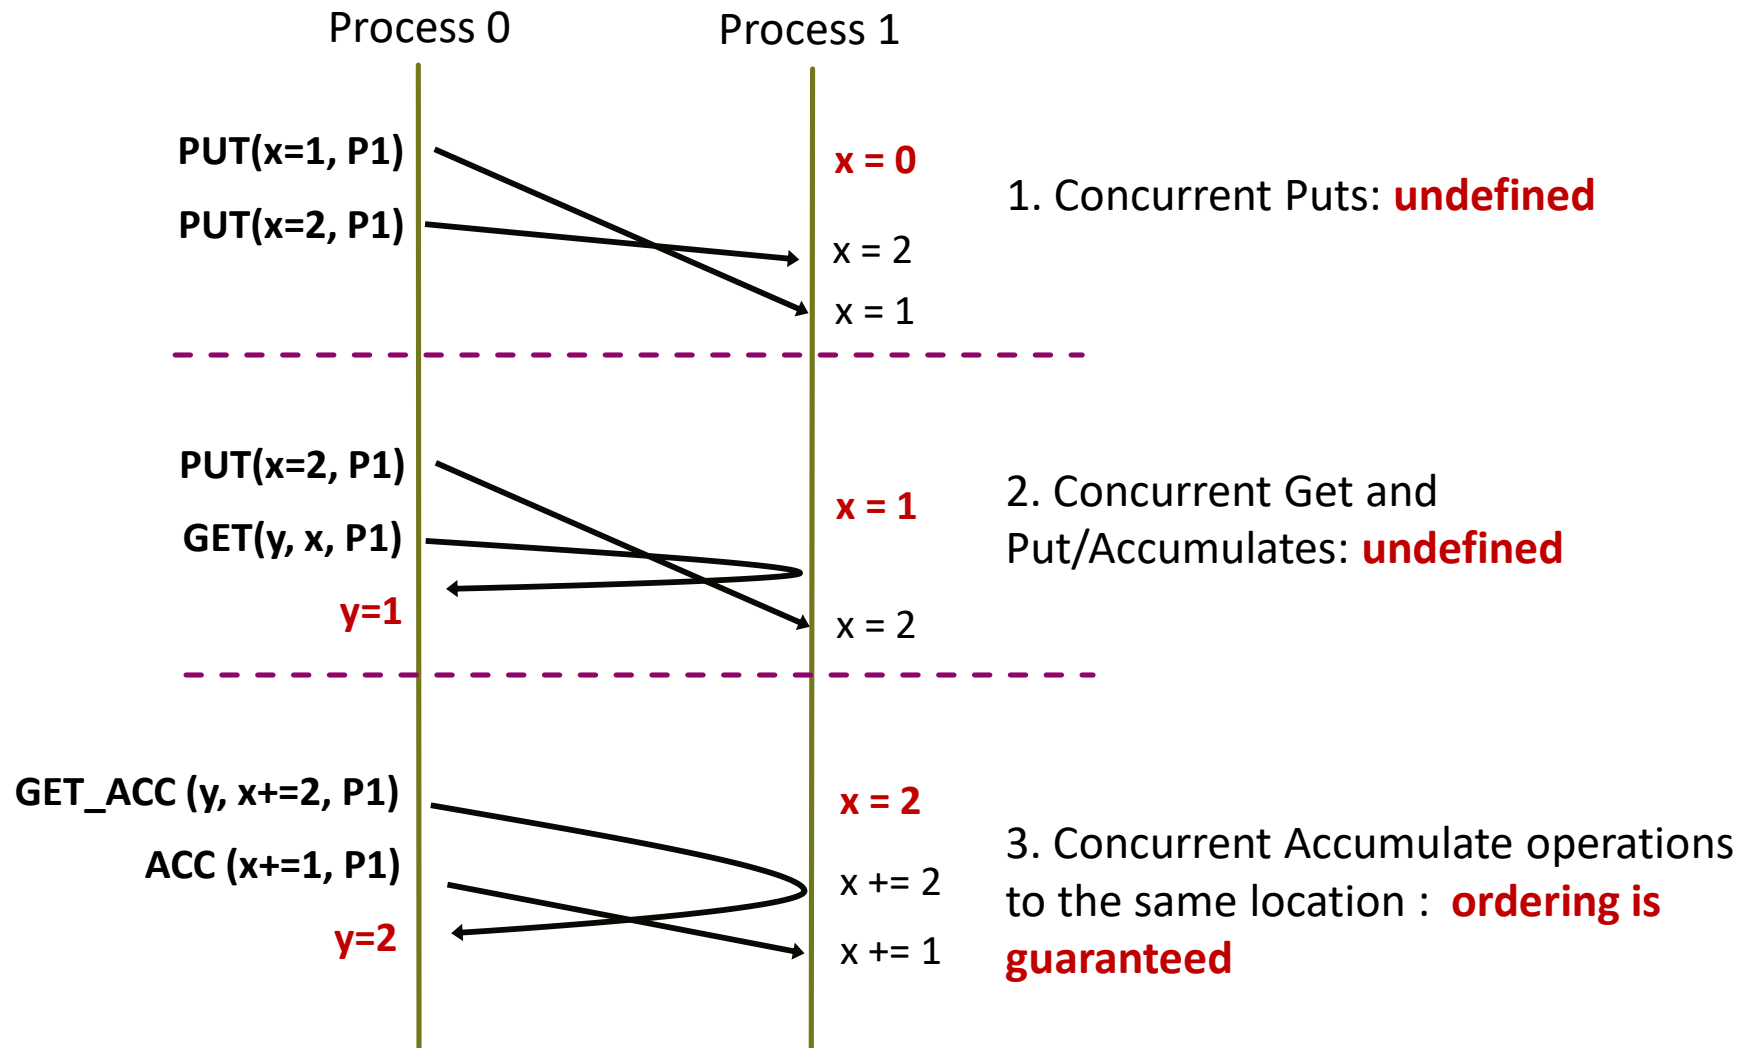 Process 0
Process 1
PUT(x=1, P1)
x = 0
1. Concurrent Puts: undefined
PUT(x=2, P1)
x = 2
x = 1
PUT(x=2, P1)
x = 1
2. Concurrent Get and
Put/Accumulates: undefined
GET(y, x, P1)
y=1
x = 2
GET_ACC (y, x+=2, P1)
x = 2
3. Concurrent Accumulate operations
to the same location : ordering is
guaranteed
ACC (x+=1, P1)
x += 2
y=2
x += 1